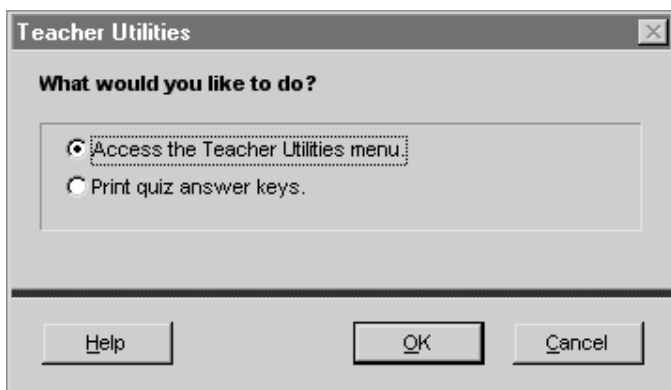 Teacher Utilities
What would you like to do?
Access the Teacher Utilities menu.
Print quiz answer keys.
Help OK Cancel